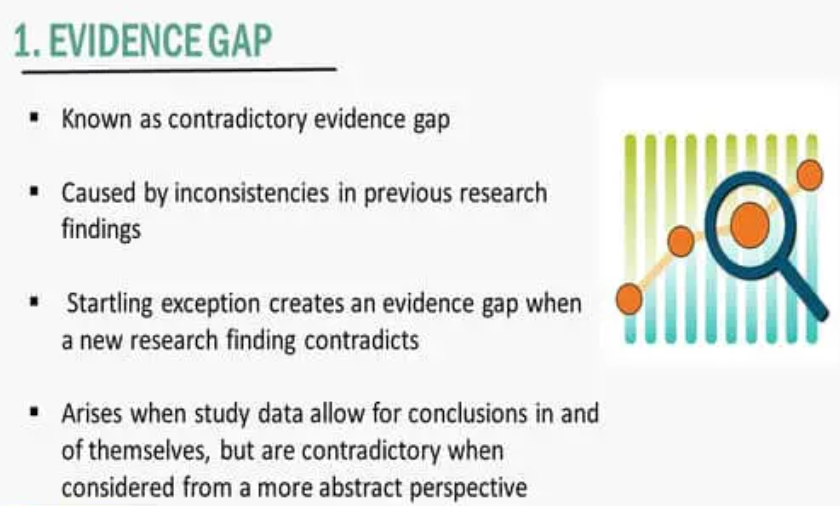 1. EVIDENCE GAP
▪ Known as contradictory evidence gap
▪ Caused by inconsistencies in previous research
findings
▪ Startling exception creates an evidence gap when
a new research finding contradicts
▪ Arises when study data allow for conclusions in and
of themselves, but are contradictory when
considered from a more abstract perspective